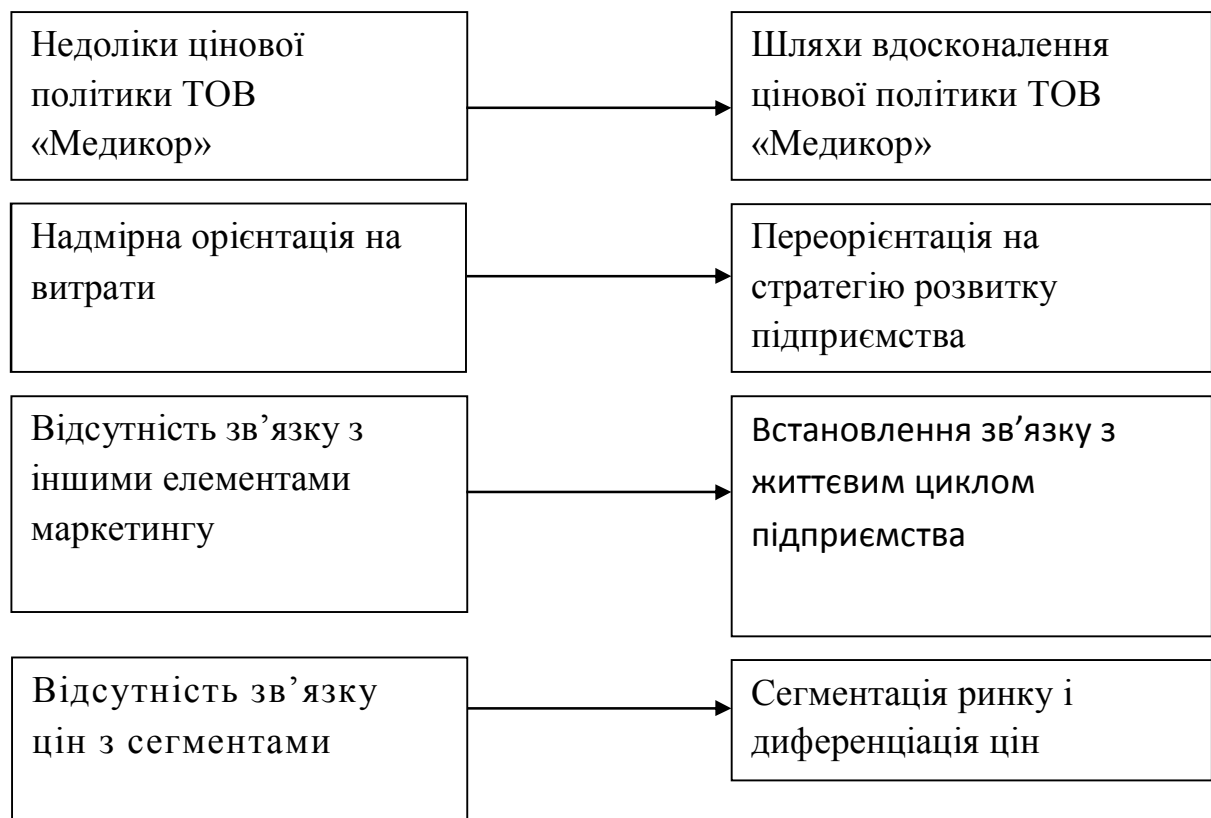 Недоліки цінової
політики ТОВ
«Медикор»
Шляхи вдосконалення
цінової політики ТОВ
«Медикор»
Надмірна орієнтація на
витрати
Переорієнтація на
стратегію розвитку
підприємства
Відсутність зв’язку з
іншими елементами
маркетингу
Встановлення зв’язку з
життєвим циклом
підприємства
Відсутність зв’язку
цін з сегментами
Сегментація ринку і
диференціація цін